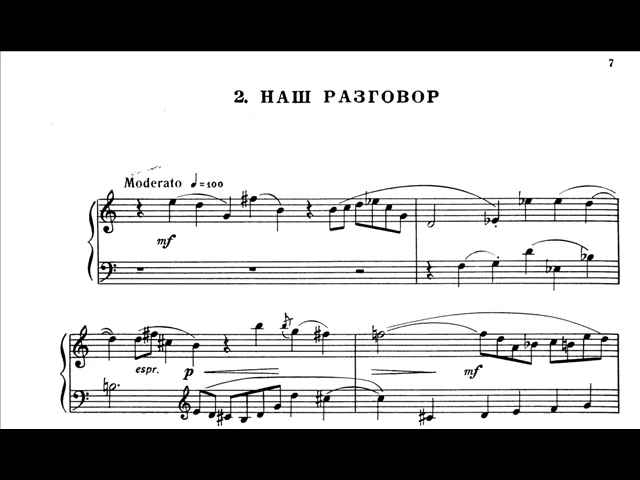 7
2. НАШ РАЗГОВОР
Moderato ♩=100
mf
espr.
p
mf